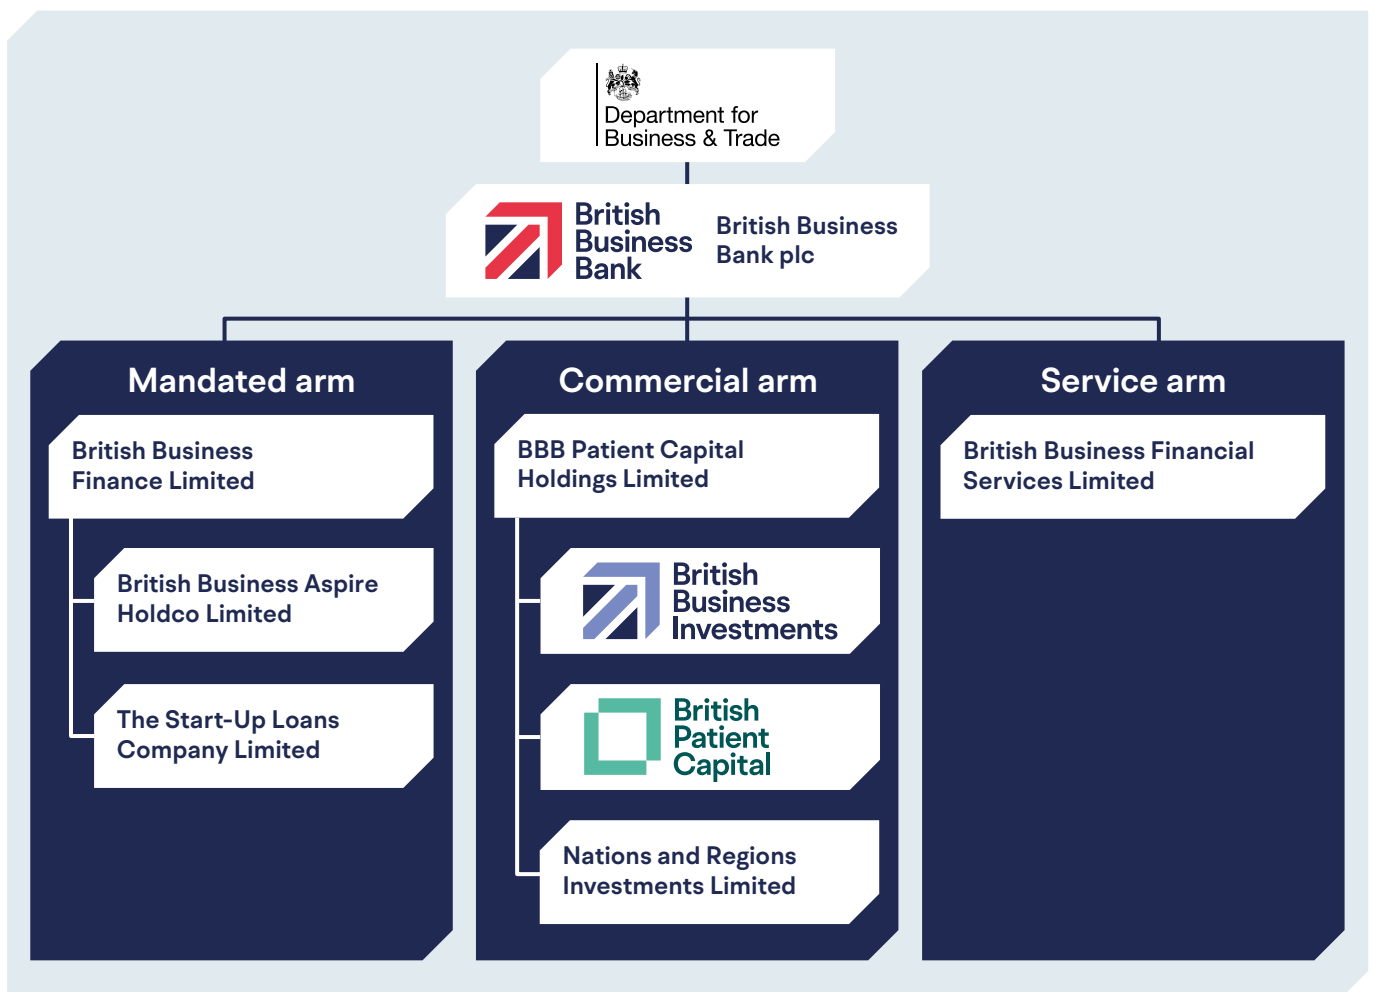 Department for
Business & Trade
British
Business
Bank
British Business
Bank plc
Mandated arm
British Business
Finance Limited
British Business Aspire
Holdco Limited
The Start-Up Loans
Company Limited
Commercial arm
BBB Patient Capital
Holdings Limited
British
Business
Investments
British
Patient
Capital
Nations and Regions
Investments Limited
Service arm
British Business Financial
Services Limited